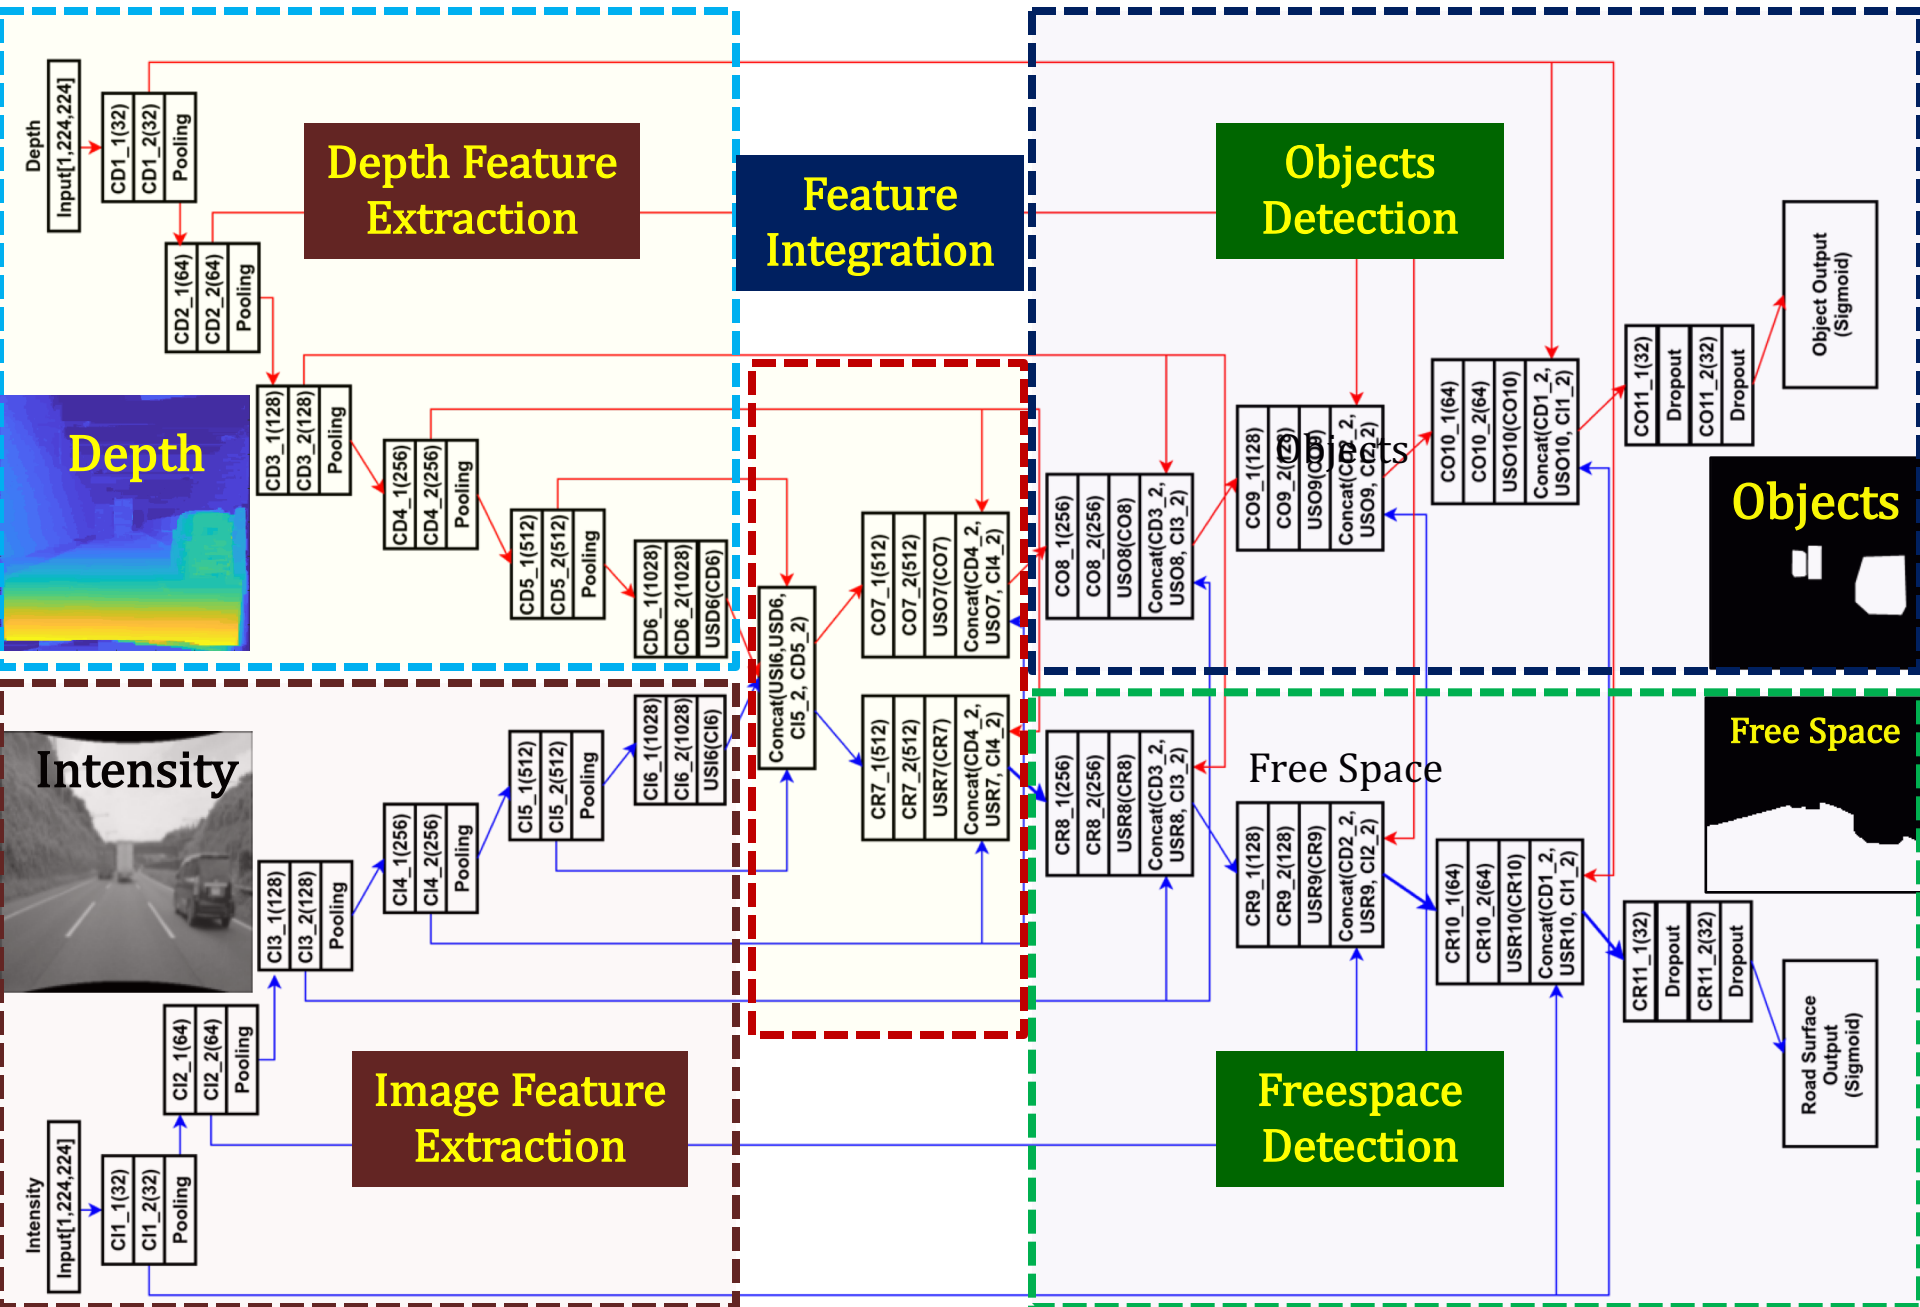 Depth
Input[1,224,224]
CD1_1(32)
CD1_2(32)
Pooling
CD2_1(64)
CD2_2(64)
Pooling
Depth Feature
Extraction
CD3_1(128)
CD3_2(128)
Pooling
Depth
CD4_1(256)
CD4_2(256)
Pooling
CD5_1(512)
CD5_2(512)
Pooling
CD6_1(1028)
CD6_2(1028)
USD6(CD6)
Intensity
Input[1,224,224]
CI1_1(32)
CI1_2(32)
Pooling
CI2_1(64)
CI2_2(64)
Pooling
Image Feature
Extraction
CI3_1(128)
CI3_2(128)
Pooling
Intensity
CI4_1(256)
CI4_2(256)
Pooling
CI5_1(512)
CI5_2(512)
Pooling
CI6_1(1028)
CI6_2(1028)
USI6(CI6)
Feature
Integration
Concat(USI6,USD6,
CI5_2, CD5_2)
CO7_1(512)
CO7_2(512)
USO7(CO7)
Concat(CD4_2,
USO7, CI4_2)
CR7_1(512)
CR7_2(512)
USR7(CR7)
Concat(CD4_2,
USR7, CI4_2)
Objects
Detection
CO8_1(256)
CO8_2(256)
USO8(CO8)
Concat(CD3_2,
USO8, CI3_2)
CO9_1(128)
CO9_2(128)
USO9(CO9)
Concat(CD2_2,
USO9, CI2_2)
Objects
CO10_1(64)
CO10_2(64)
USO10(CO10)
Concat(CD1_2,
USO10, CI1_2)
CO11_1(32)
Dropout
CO11_2(32)
Dropout
Object Output
(Sigmoid)
Objects
CR8_1(256)
CR8_2(256)
USR8(CR8)
Concat(CD3_2,
USR8, CI3_2)
Free Space
CR9_1(128)
CR9_2(128)
USR9(CR9)
Concat(CD2_2,
USR9, CI2_2)
CR10_1(64)
CR10_2(64)
USR10(CR10)
Concat(CD1_2,
USR10, CI1_2)
CR11_1(32)
Dropout
CR11_2(32)
Dropout
Road Surface
Output
(Sigmoid)
Free Space
Freespace
Detection